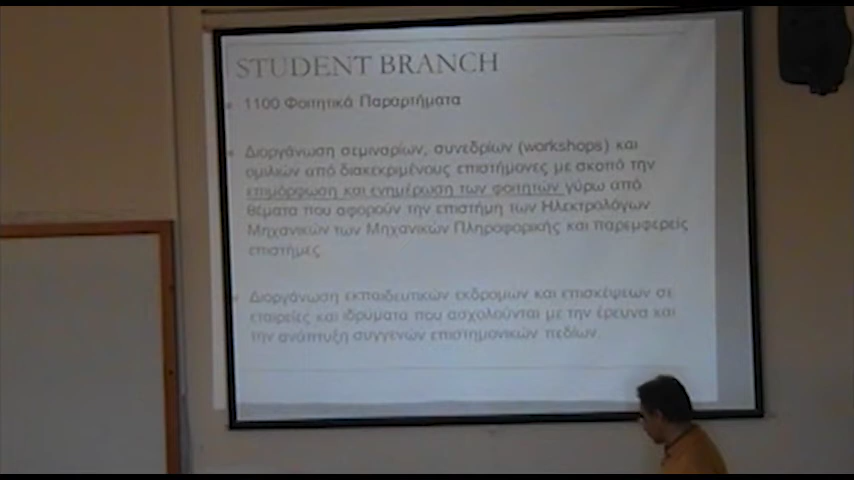 STUDENT BRANCH
1100 Φοιτητικά Παραρτήματα
Διοργάνωση σεμιναρίων, συνεδρίων (workshops) και
ομιλιών από διακεκριμένους επιστήμονες με σκοπό την
επιμόρφωση και ενημέρωση των φοιτητών γύρω από
θέματα που αφορούν την επιστήμη των Ηλεκτρολόγων
Μηχανικών των Μηχανικών Πληροφορικής και παρεμφερείς
επιστήμες
Διοργάνωση εκπαιδευτικών εκδρομων και επισκέψεων σε
εταιρείες και ιδρύματα που ασχολούνται με την έρευνα και
την ανάπτυξη συγγενών επιστημονικών πεδίων